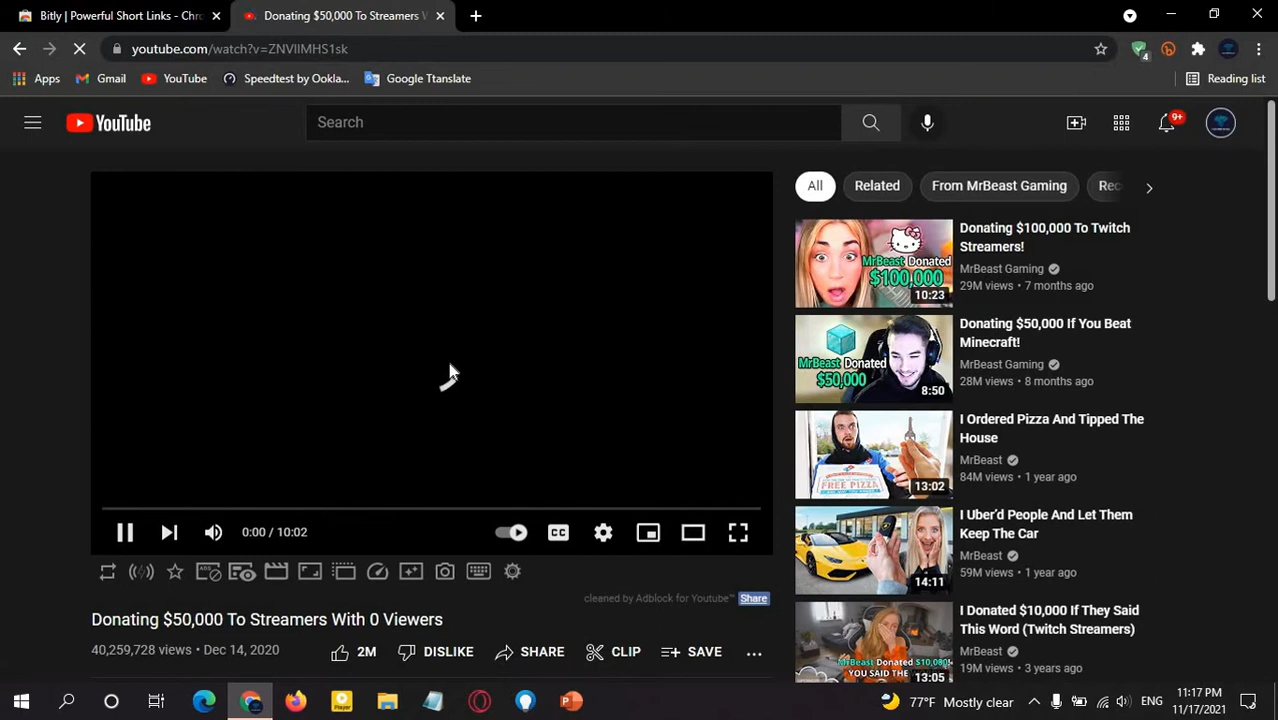 Bitly | Powerful Short Links - Chro
Donating $50,000 To Streamers W
youtube.com/watch?v=ZNVIIMHS1sk
4
Apps
Gmail
YouTube
Speedtest by Ookla...
Google Ttanslate
Reading list
YouTube
Search
9+
All
Related
From MrBeast Gaming
Rec
MrBeast Donated
$100,000
10:23
Donating $100,000 To Twitch
Streamers!
MrBeast Gaming
29M views • 7 months ago
MrBeast Donated
$50,000
8:50
Donating $50,000 If You Beat
Minecraft!
MrBeast Gaming
28M views • 8 months ago
FREE PIZZA
13:02
I Ordered Pizza And Tipped The
House
MrBeast
84M views • 1 year ago
14:11
I Uber'd People And Let Them
Keep The Car
MrBeast
59M views • 1 year ago
MrBeast Donated $10,000
YOU SAID THE
13:05
I Donated $10,000 If They Said
This Word (Twitch Streamers)
MrBeast
19M views • 3 years ago
0:00 / 10:02
CC
cleaned by Adblock for Youtube™ Share
Donating $50,000 To Streamers With 0 Viewers
40,259,728 views • Dec 14, 2020
2M
DISLIKE
SHARE
CLIP
SAVE
Player
77°F Mostly clear
ENG
11:17 PM
11/17/2021